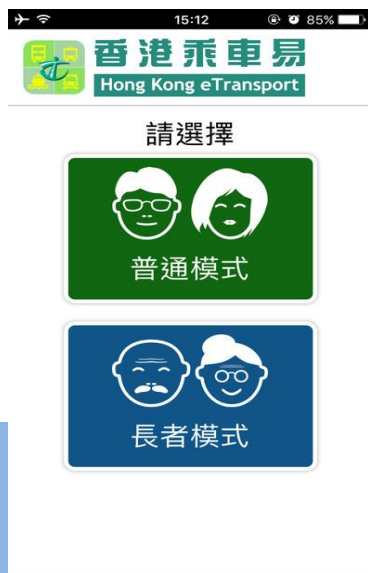 15:12
85%
香港乘車易
Hong Kong eTransport
請選擇
普通模式
長者模式